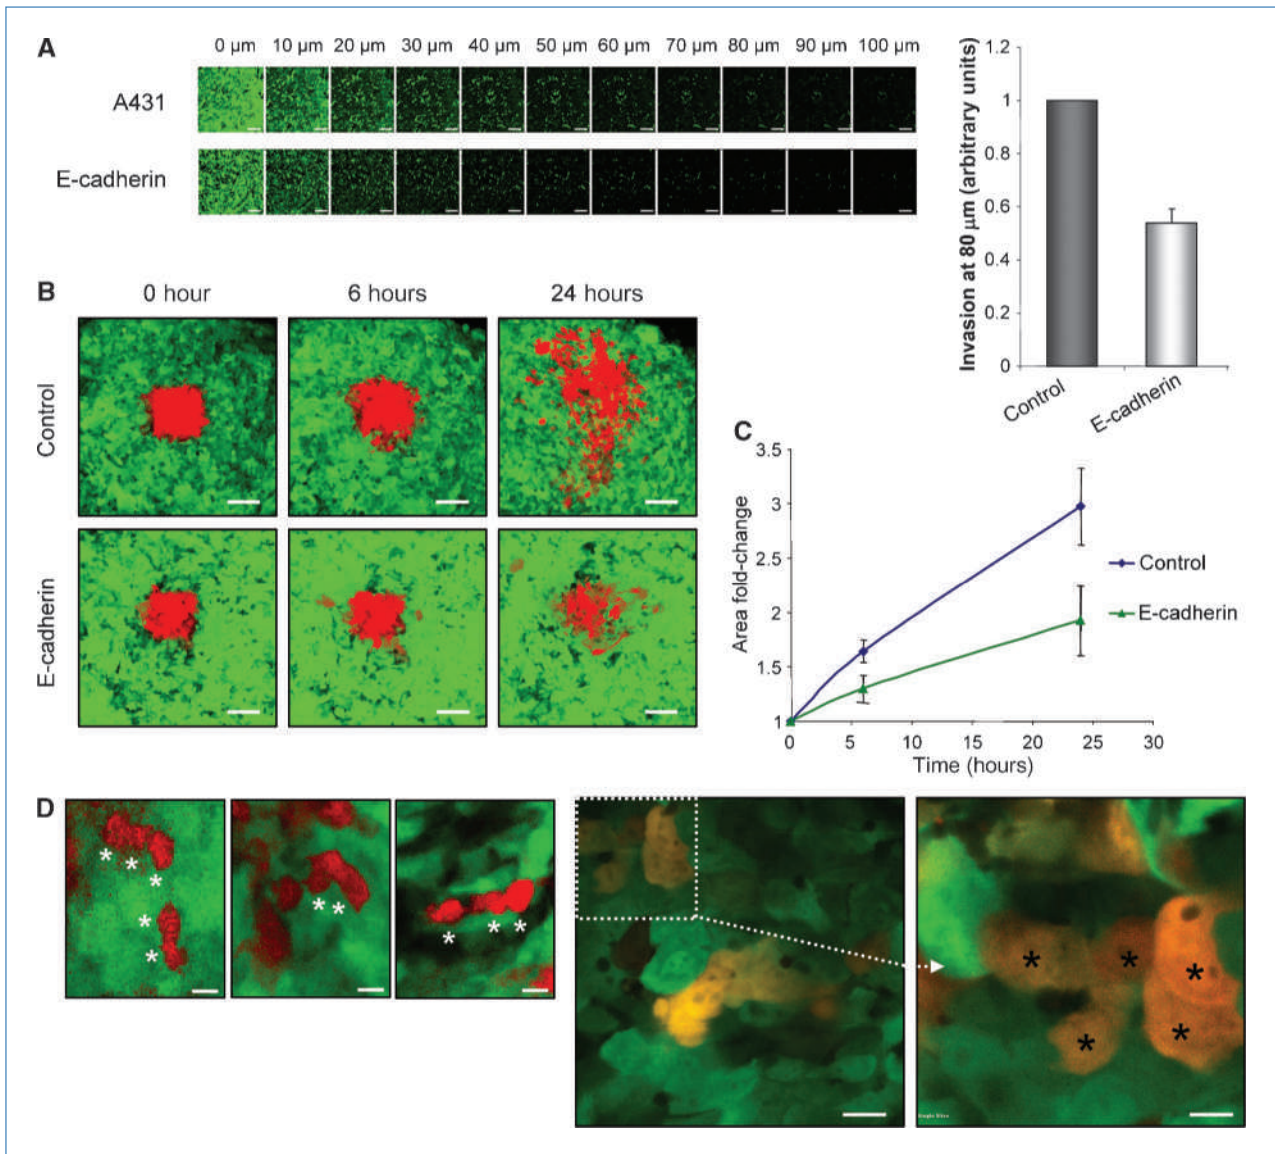 A
0 µm 10 µm 20 µm 30 µm 40 µm 50 µm 60 µm 70 µm 80 µm 90 µm 100 µm
A431
E-cadherin
Invasion at 80 µm (arbitrary units)
1.2
1
0.8
0.6
0.4
0.2
0
Control
E-cadherin
B
0 hour 6 hours 24 hours
Control
E-cadherin
C
Area fold-change
3.5
3
2.5
2
1.5
1
0 5 10 15 20 25 30
Time (hours)
Control
E-cadherin
D
* * * * *
* *
* * *
* * * * *